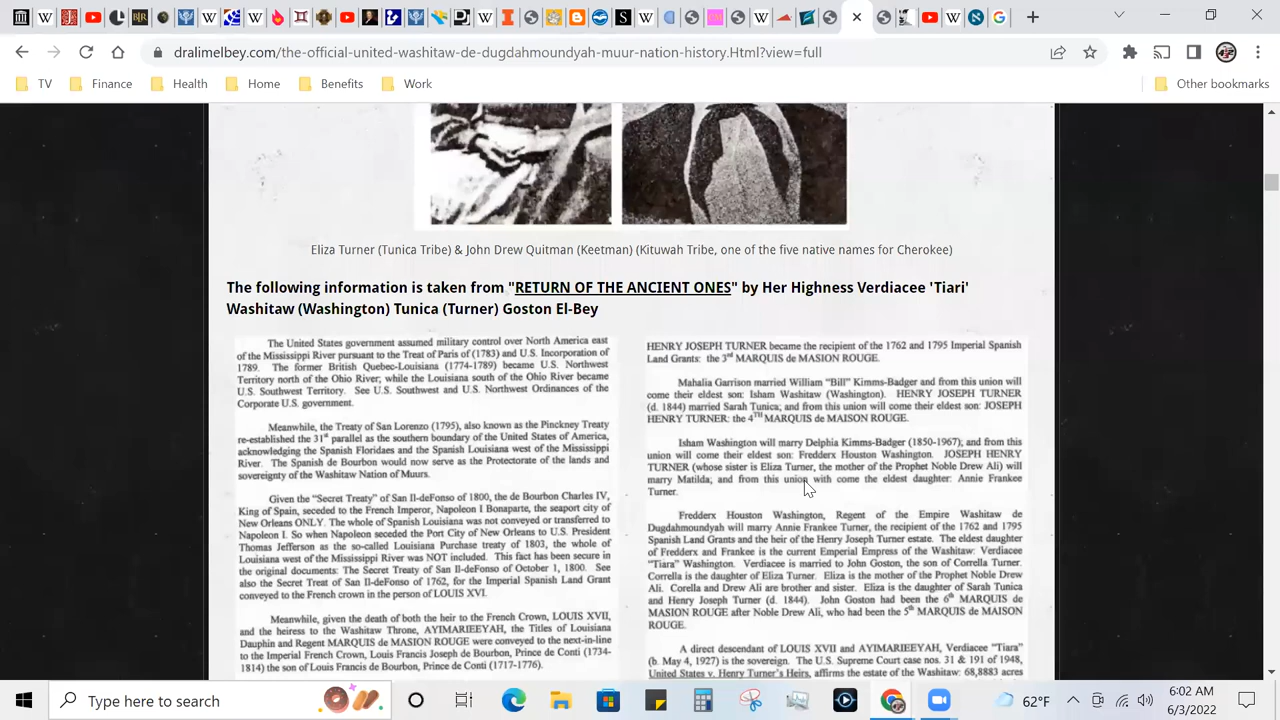 dralimelbey.com/the-official-united-washitaw-de-dugdahmoundyah-muur-nation-history.Html?view=full
TV
Finance
Health
Home
Benefits
Work
Other bookmarks
Eliza Turner (Tunica Tribe) & John Drew Quitman (Keetman) (Kituwah Tribe, one of the five native names for Cherokee)
The following information is taken from "RETURN OF THE ANCIENT ONES" by Her Highness Verdiacee 'Tiari'
Washitaw (Washington) Tunica (Turner) Goston El-Bey
The United States government assumed military control over North America east
of the Mississippi River pursuant to the Treat of Paris of (1783) and U.S. Incorporation of
1789. The former British Quebec-Louisiana (1774-1789) became U.S. Northwest
Territory north of the Ohio River; while the Louisiana south of the Ohio River became
U.S. Southwest Territory. See U.S. Southwest and U.S. Northwest Ordinances of the
Corporate U.S. government.
Meanwhile, the Treaty of San Lorenzo (1795), also known as the Pinckney Treaty
re-established the 31st parallel as the southern boundary of the United States of America,
acknowledging the Spanish Floridaes and the Spanish Louisiana west of the Mississippi
River. The Spanish de Bourbon would now serve as the Protectorate of the lands and
sovereignty of the Washitaw Nation of Muurs.
Given the "Secret Treaty" of San Il-deFonso of 1800, the de Bourbon Charles IV,
King of Spain, seceded to the French Imperor, Napoleon I Bonaparte, the seaport city of
New Orleans ONLY. The whole of Spanish Louisiana was not conveyed or transferred to
Napoleon I. So when Napoleon seceded the Port City of New Orleans to U.S. President
Thomas Jefferson as the so-called Louisiana Purchase treaty of 1803, the whole of
Louisiana west of the Mississippi River was NOT included. This fact has been secure in
the original documents: The Secret Treaty of San Il-deFonso of October 1, 1800. See
also the Secret Treat of San Il-deFonso of 1762, for the Imperial Spanish Land Grant
conveyed to the French crown in the person of LOUIS XVI.
Meanwhile, given the death of both the heir to the French Crown, LOUIS XVII,
and the heiress to the Washitaw Throne, AYIMARIEEYAH, the Titles of Louisiana
Dauphin and Regent MARQUIS de MASION ROUGE were conveyed to the next-in-line
to the Imperial French Crown, Louis Francis Joseph de Bourbon, Prince de Conti (1734-
1814) the son of Louis Francis de Bourbon, Prince de Conti (1717-1776).
HENRY JOSEPH TURNER became the recipient of the 1762 and 1795 Imperial Spanish
Land Grants: the 3rd MARQUIS de MASION ROUGE.
Mahalia Garrison married William "Bill" Kimms-Badger and from this union will
come their eldest son: Isham Washitaw (Washington). HENRY JOSEPH TURNER
(d. 1844) married Sarah Tunica; and from this union will come their eldest son: JOSEPH
HENRY TURNER: the 4TH MARQUIS de MAISON ROUGE.
Isham Washington will marry Delphia Kimms-Badger (1850-1967); and from this
union will come their eldest son: Fredderx Houston Washington. JOSEPH HENRY
TURNER (whose sister is Eliza Turner, the mother of the Prophet Noble Drew Ali) will
marry Matilda; and from this union with come the eldest daughter: Annie Frankee
Turner.
Fredderx Houston Washington, Regent of the Empire Washitaw de
Dugdahmoundyah will marry Annie Frankee Turner, the recipient of the 1762 and 1795
Spanish Land Grants and the heir of the Henry Joseph Turner estate. The eldest daughter
of Fredderx and Frankee is the current Emperial Empress of the Washitaw: Verdiacee
"Tiara" Washington. Verdiacee is married to John Goston, the son of Corrella Turner.
Corrella is the daughter of Eliza Turner. Eliza is the mother of the Prophet Noble Drew
Ali. Corella and Drew Ali are brother and sister. Eliza is the daughter of Sarah Tunica
and Henry Joseph Turner (d. 1844). John Goston had been the 6th MARQUIS de
MASION ROUGE after Noble Drew Ali, who had been the 5th MARQUIS de MAISON
ROUGE.
A direct descendant of LOUIS XVII and AYIMARIEEYAH, Verdiacee "Tiara"
(b. May 4, 1927) is the sovereign. The U.S. Supreme Court case nos. 31 & 191 of 1948,
United States v. Henry Turner's Heirs, affirms the estate of the Washitaw: 68,8883 acres
Type here to search
62°F
6:02 AM
6/3/2022